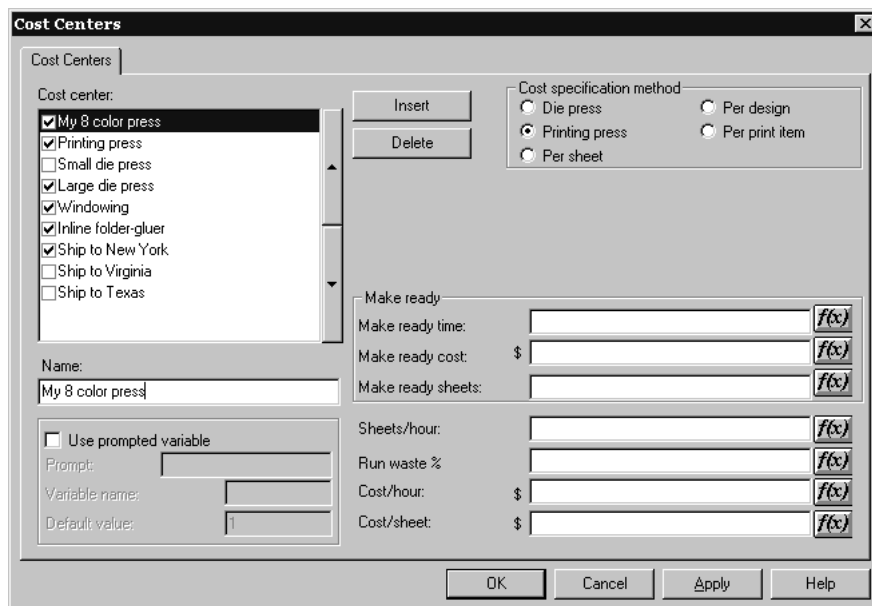 Cost Centers
Cost Centers
Cost center:
My 8 color press
Printing press
Small die press
Large die press
Windowing
Inline folder-gluer
Ship to New York
Ship to Virginia
Ship to Texas
Name:
My 8 color press
Use prompted variable
Prompt:
Variable name:
Default value: 1
Insert
Delete
Cost specification method
Die press
Printing press
Per sheet
Per design
Per print item
Make ready
Make ready time: f(x)
Make ready cost: $ f(x)
Make ready sheets: f(x)
Sheets/hour: f(x)
Run waste % f(x)
Cost/hour: $ f(x)
Cost/sheet: $ f(x)
OK Cancel Apply Help